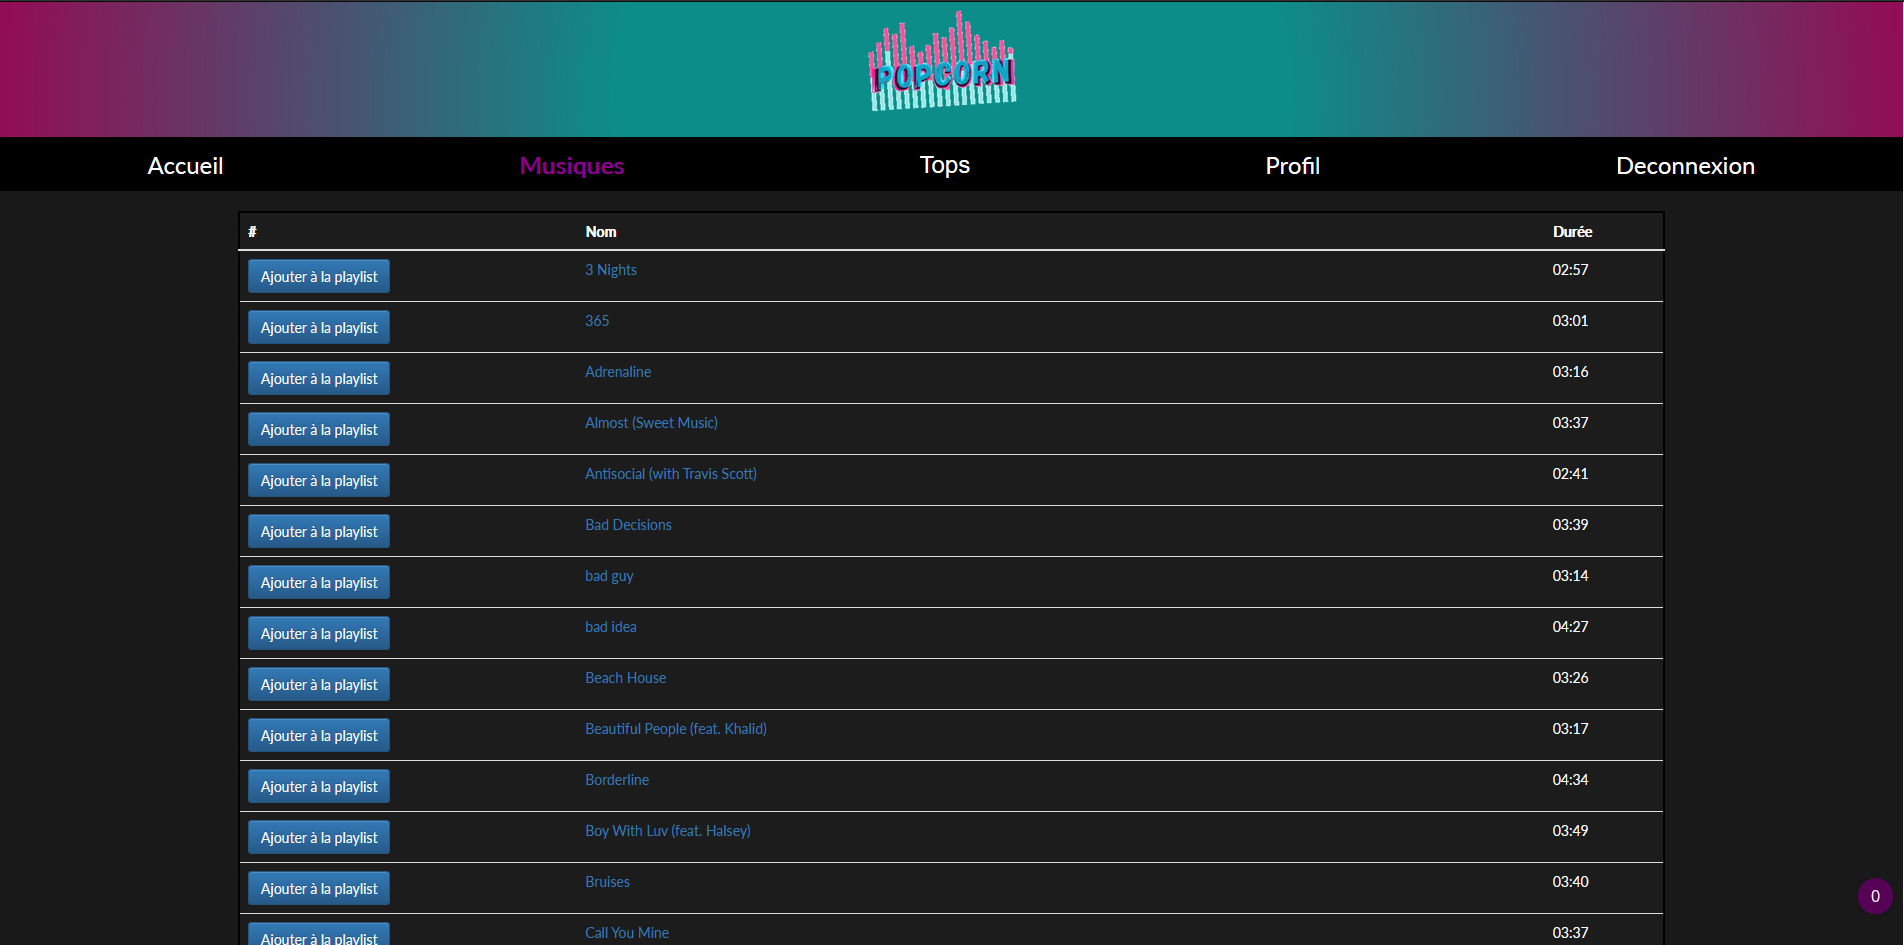 POPCORN
Accueil Musiques Tops Profil Deconnexion
# Nom Durée
Ajouter à la playlist 3 Nights 02:57
Ajouter à la playlist 365 03:01
Ajouter à la playlist Adrenaline 03:16
Ajouter à la playlist Almost (Sweet Music) 03:37
Ajouter à la playlist Antisocial (with Travis Scott) 02:41
Ajouter à la playlist Bad Decisions 03:39
Ajouter à la playlist bad guy 03:14
Ajouter à la playlist bad idea 04:27
Ajouter à la playlist Beach House 03:26
Ajouter à la playlist Beautiful People (feat. Khalid) 03:17
Ajouter à la playlist Borderline 04:34
Ajouter à la playlist Boy With Luv (feat. Halsey) 03:49
Ajouter à la playlist Bruises 03:40
0
Ajouter à la playlist Call You Mine 03:37